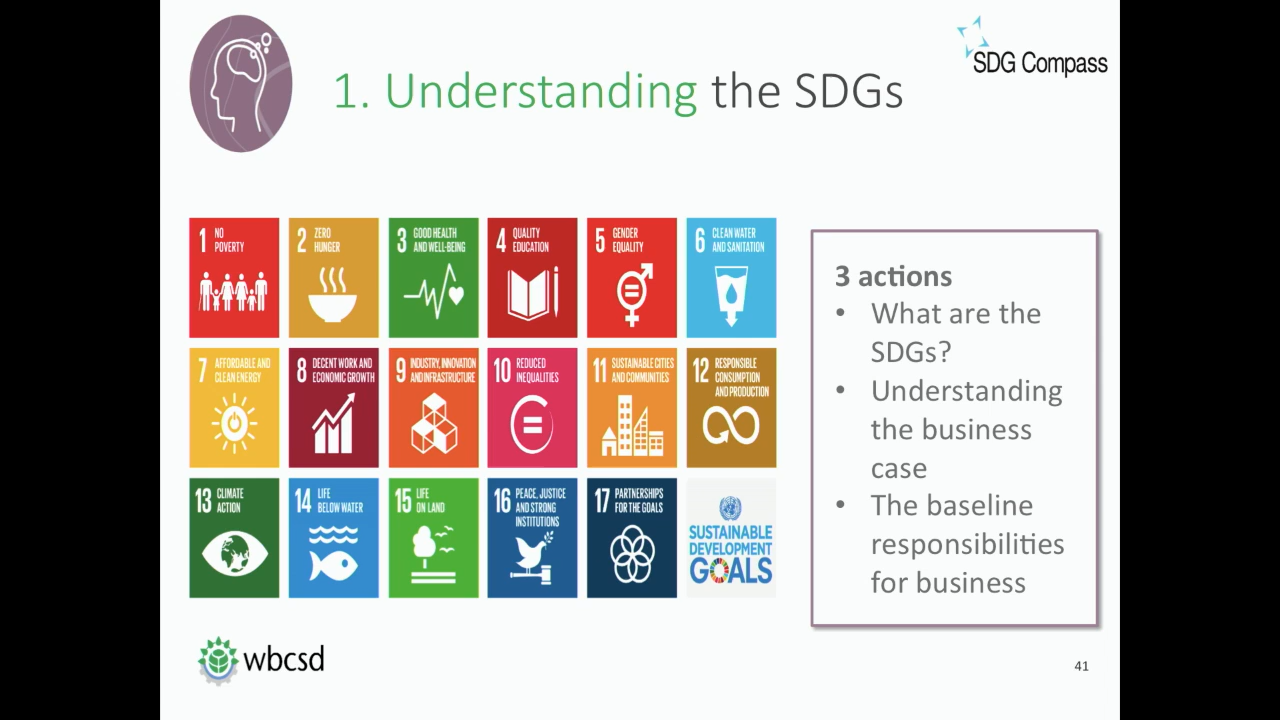 SDG Compass
1. Understanding the SDGs
1 NO
POVERTY
2 ZERO
HUNGER
3 GOOD HEALTH
AND WELL-BEING
4 QUALITY
EDUCATION
5 GENDER
EQUALITY
6 CLEAN WATER
AND SANITATION
7 AFFORDABLE AND
CLEAN ENERGY
8 DECENT WORK AND
ECONOMIC GROWTH
9 INDUSTRY, INNOVATION
AND INFRASTRUCTURE
10 REDUCED
INEQUALITIES
11 SUSTAINABLE CITIES
AND COMMUNITIES
12 RESPONSIBLE
CONSUMPTION
AND PRODUCTION
13 CLIMATE
ACTION
14 LIFE
BELOW WATER
15 LIFE
ON LAND
16 PEACE, JUSTICE
AND STRONG
INSTITUTIONS
17 PARTNERSHIPS
FOR THE GOALS
SUSTAINABLE
DEVELOPMENT
GOALS
3 actions
• What are the
SDGs?
• Understanding
the business
case
• The baseline
responsibilities
for business
wbcsd
41